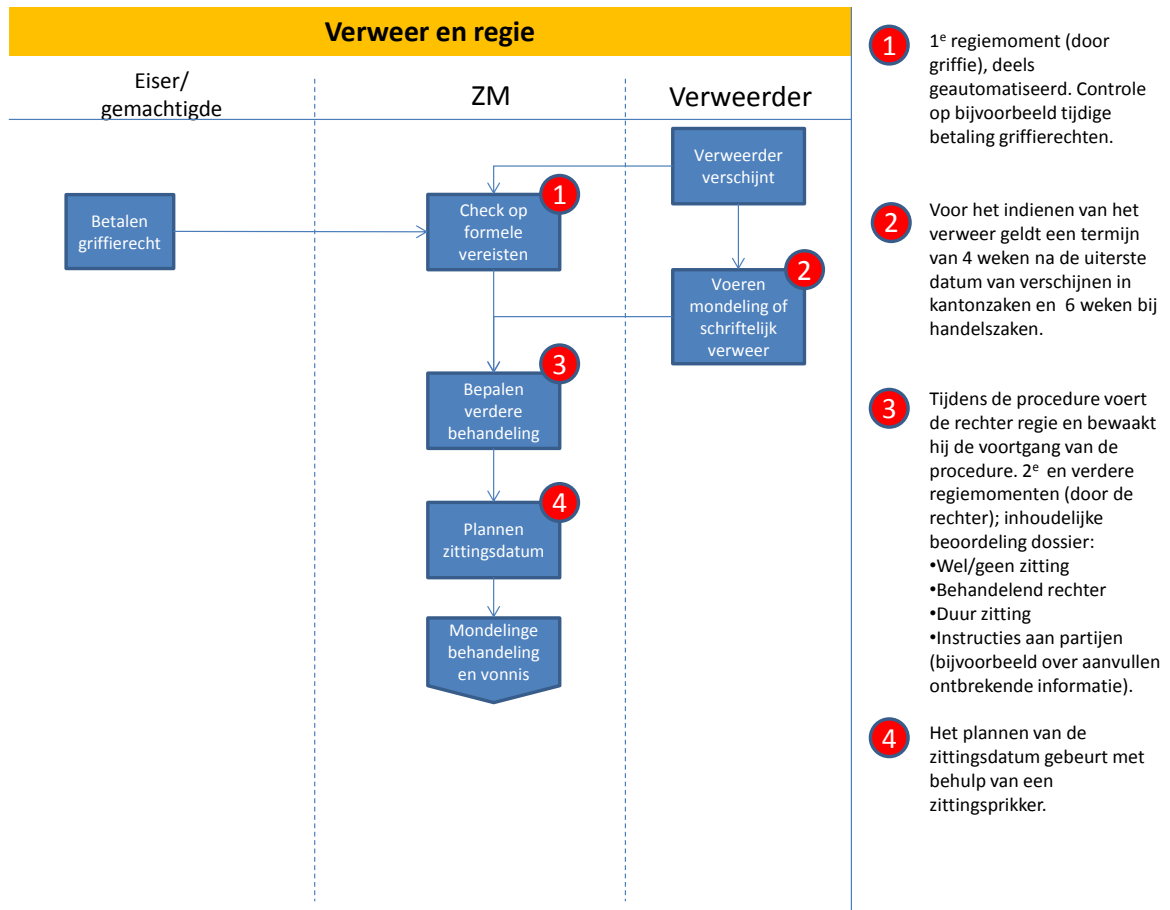 Verweer en regie
Eiser/
gemachtigde
ZM
Verweerder
Verweerder
verschijnt
1
Check op
formele
vereisten
Betalen
griffierecht
2
Voeren
mondeling of
schriftelijk
verweer
3
Bepalen
verdere
behandeling
4
Plannen
zittingsdatum
Mondelinge
behandeling
en vonnis
1
1e regiemoment (door
griffie), deels
geautomatiseerd. Controle
op bijvoorbeeld tijdige
betaling griffierechten.
2
Voor het indienen van het
verweer geldt een termijn
van 4 weken na de uiterste
datum van verschijnen in
kantonzaken en 6 weken bij
handelszaken.
3
Tijdens de procedure voert
de rechter regie en bewaakt
hij de voortgang van de
procedure. 2e en verdere
regiemomenten (door de
rechter); inhoudelijke
beoordeling dossier:
•Wel/geen zitting
•Behandelend rechter
•Duur zitting
•Instructies aan partijen
(bijvoorbeeld over aanvullen
ontbrekende informatie).
4
Het plannen van de
zittingsdatum gebeurt met
behulp van een
zittingsprikker.